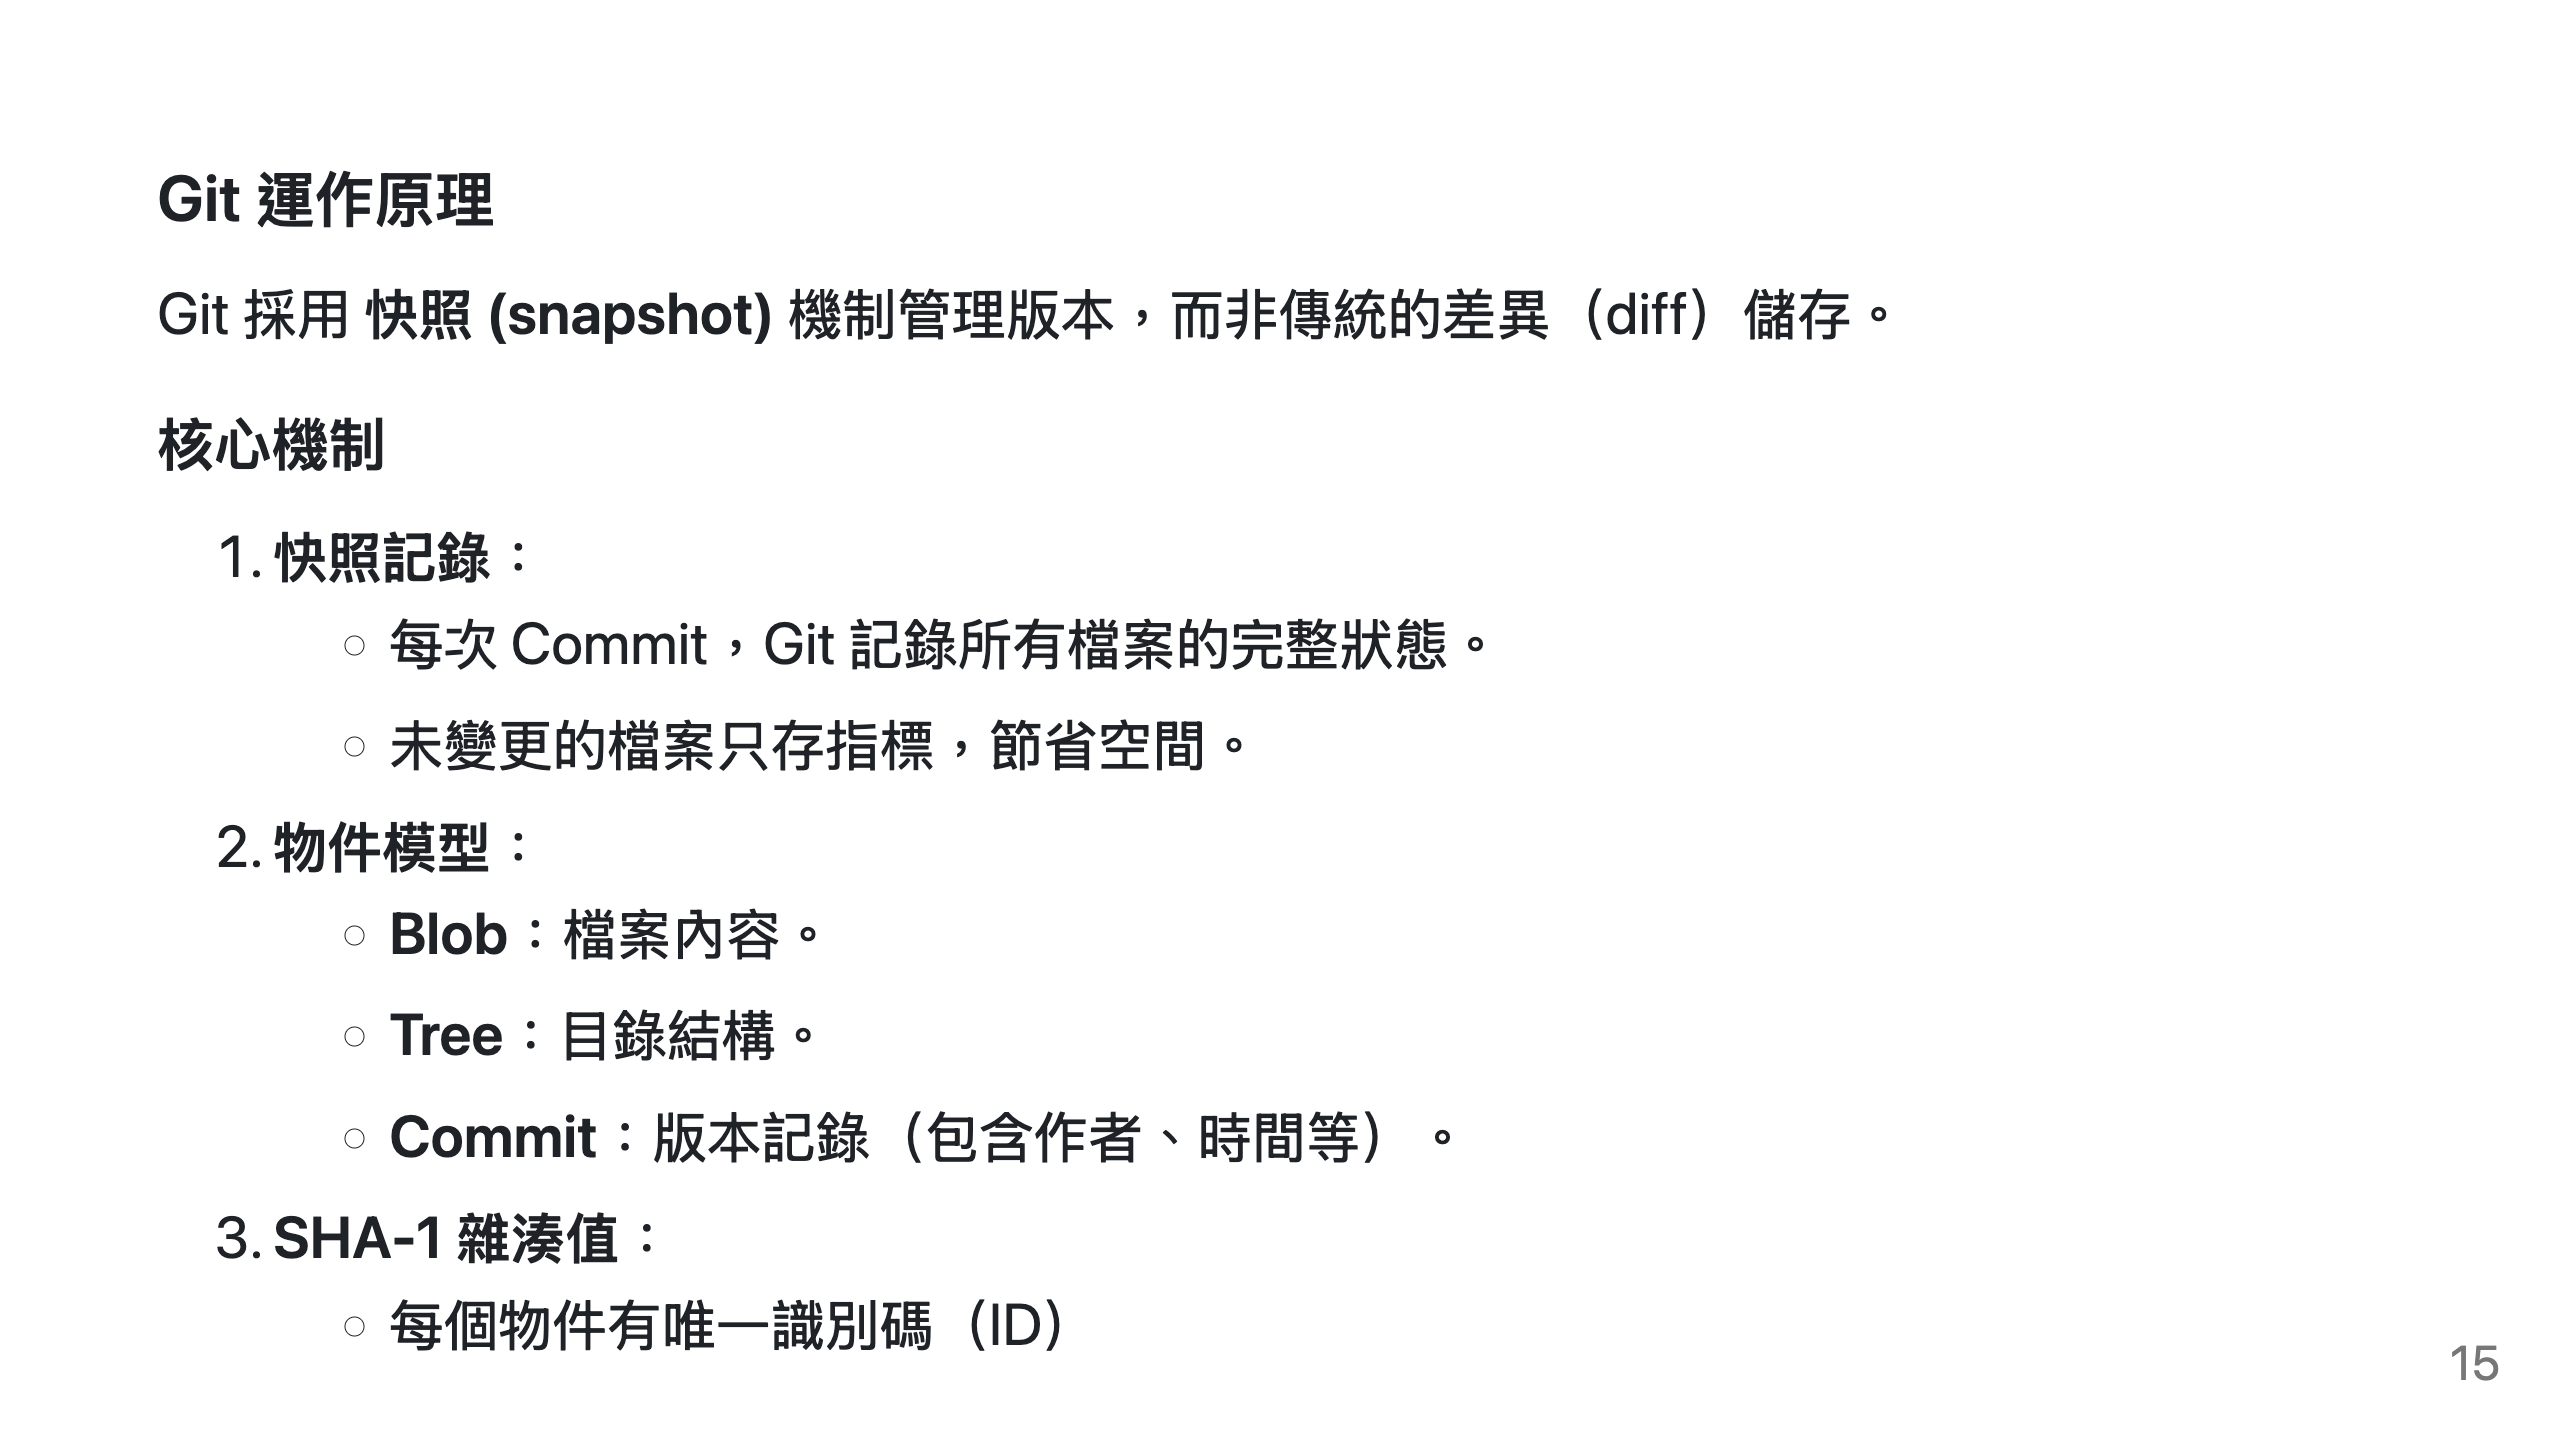 Git 運作原理
Git 採用 快照 (snapshot) 機制管理版本，而非傳統的差異（diff）儲存。
核心機制
1. 快照記錄：
○ 每次 Commit，Git 記錄所有檔案的完整狀態。
○ 未變更的檔案只存指標，節省空間。
2. 物件模型：
○ Blob：檔案內容。
○ Tree：目錄結構。
○ Commit：版本記錄（包含作者、時間等）。
3. SHA-1 雜湊值：
○ 每個物件有唯一識別碼（ID）
15